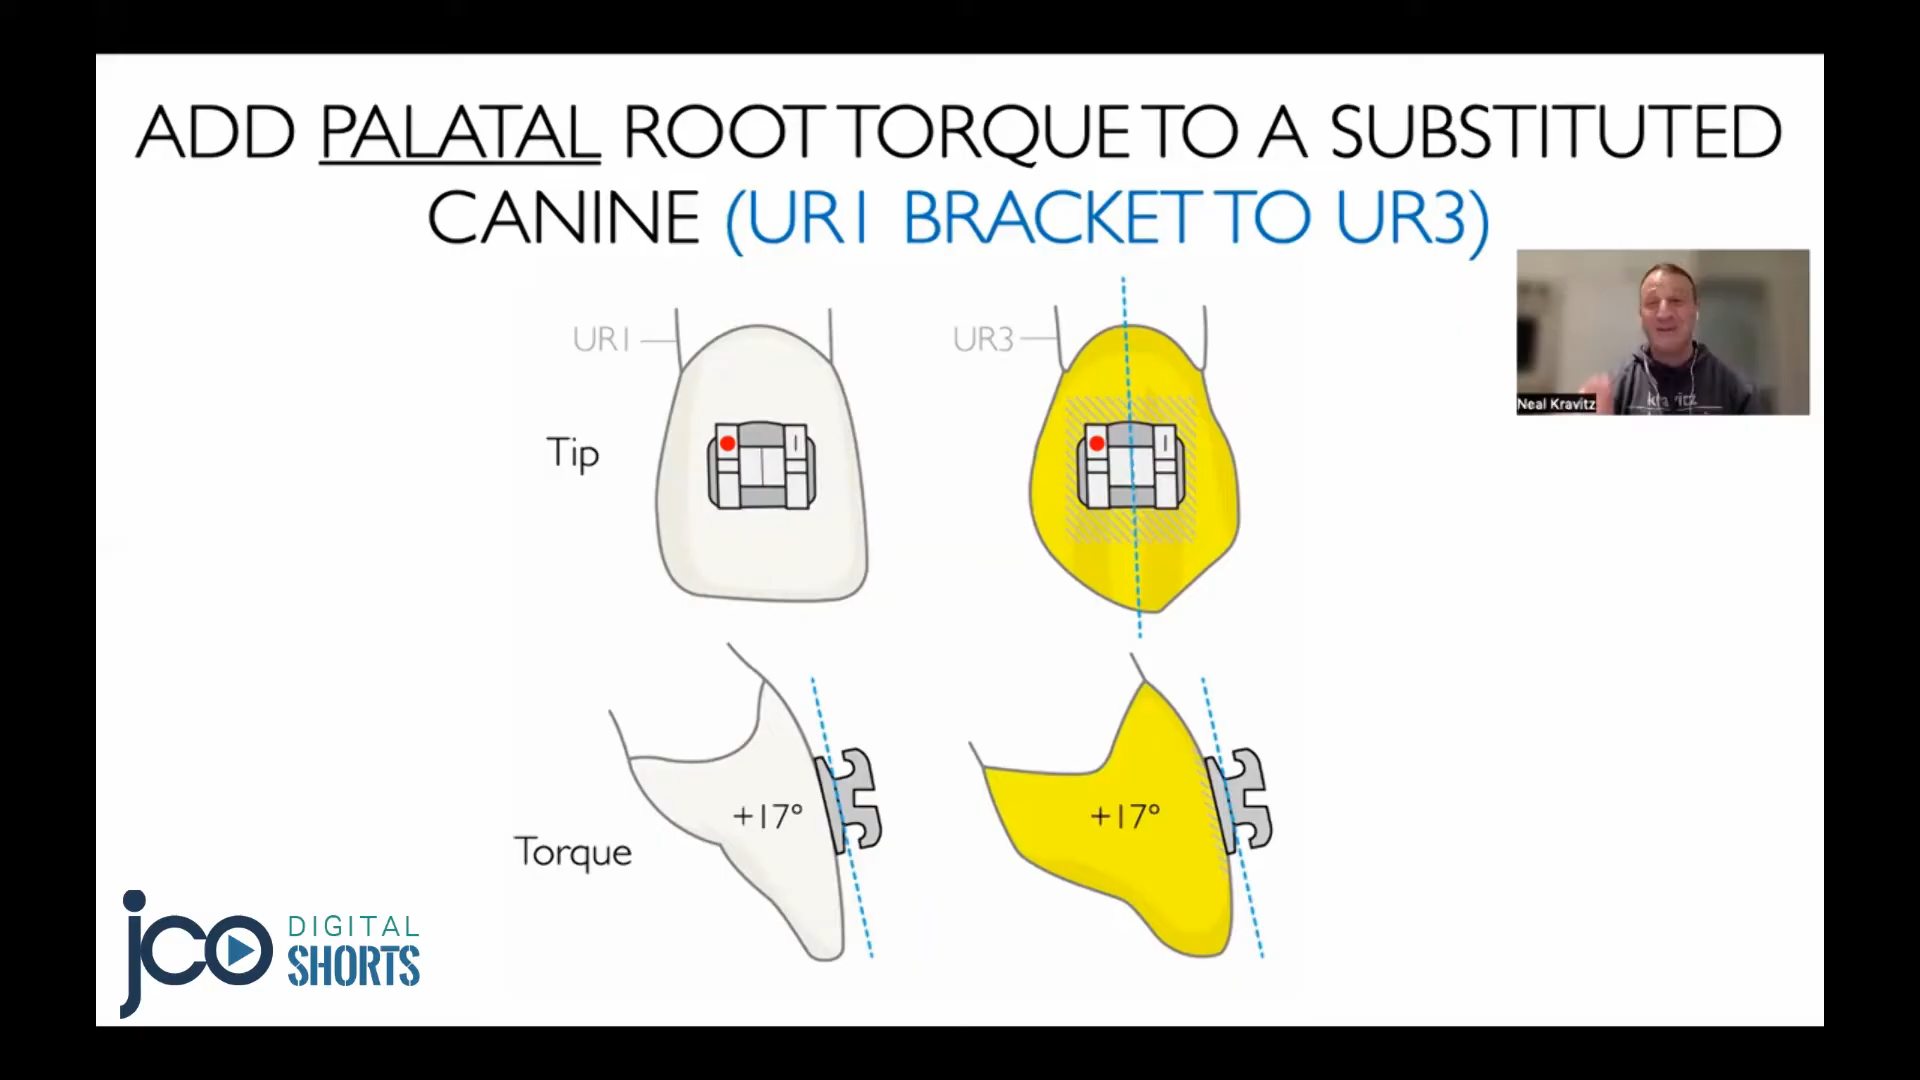 ADD PALATAL ROOT TORQUE TO A SUBSTITUTED
CANINE (UR1 BRACKET TO UR3)
UR1
UR3
Neal Kravitz
Tip
+17°
+17°
Torque
jco DIGITAL
SHORTS